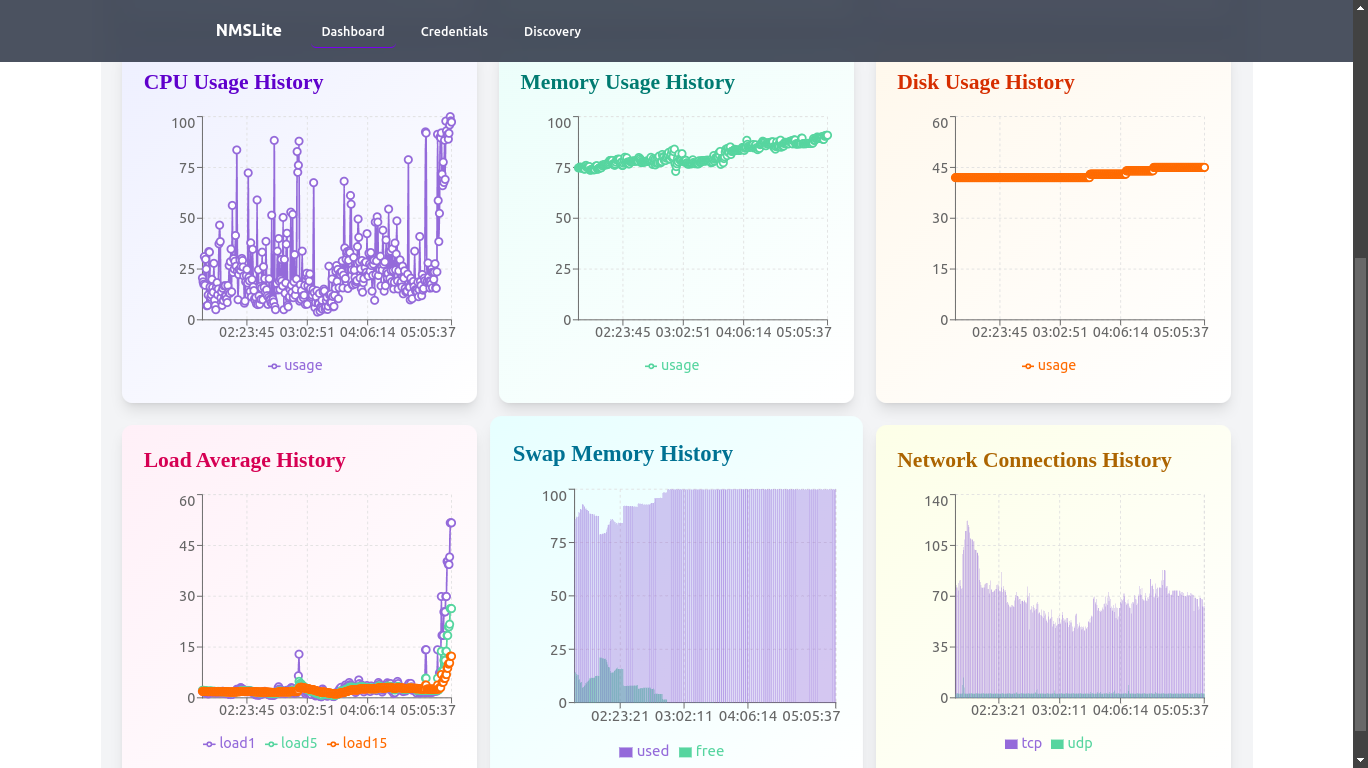 NMSLite Dashboard Credentials Discovery
CPU Usage History
100
75
50
25
0
02:23:45 03:02:51 04:06:14 05:05:37
usage
Memory Usage History
100
75
50
25
0
02:23:45 03:02:51 04:06:14 05:05:37
usage
Disk Usage History
60
45
30
15
0
02:23:45 03:02:51 04:06:14 05:05:37
usage
Load Average History
60
45
30
15
0
02:23:45 03:02:51 04:06:14 05:05:37
load1 load5 load15
Swap Memory History
100
75
50
25
0
02:23:21 03:02:11 04:06:14 05:05:37
used free
Network Connections History
140
105
70
35
0
02:23:21 03:02:11 04:06:14 05:05:37
tcp udp